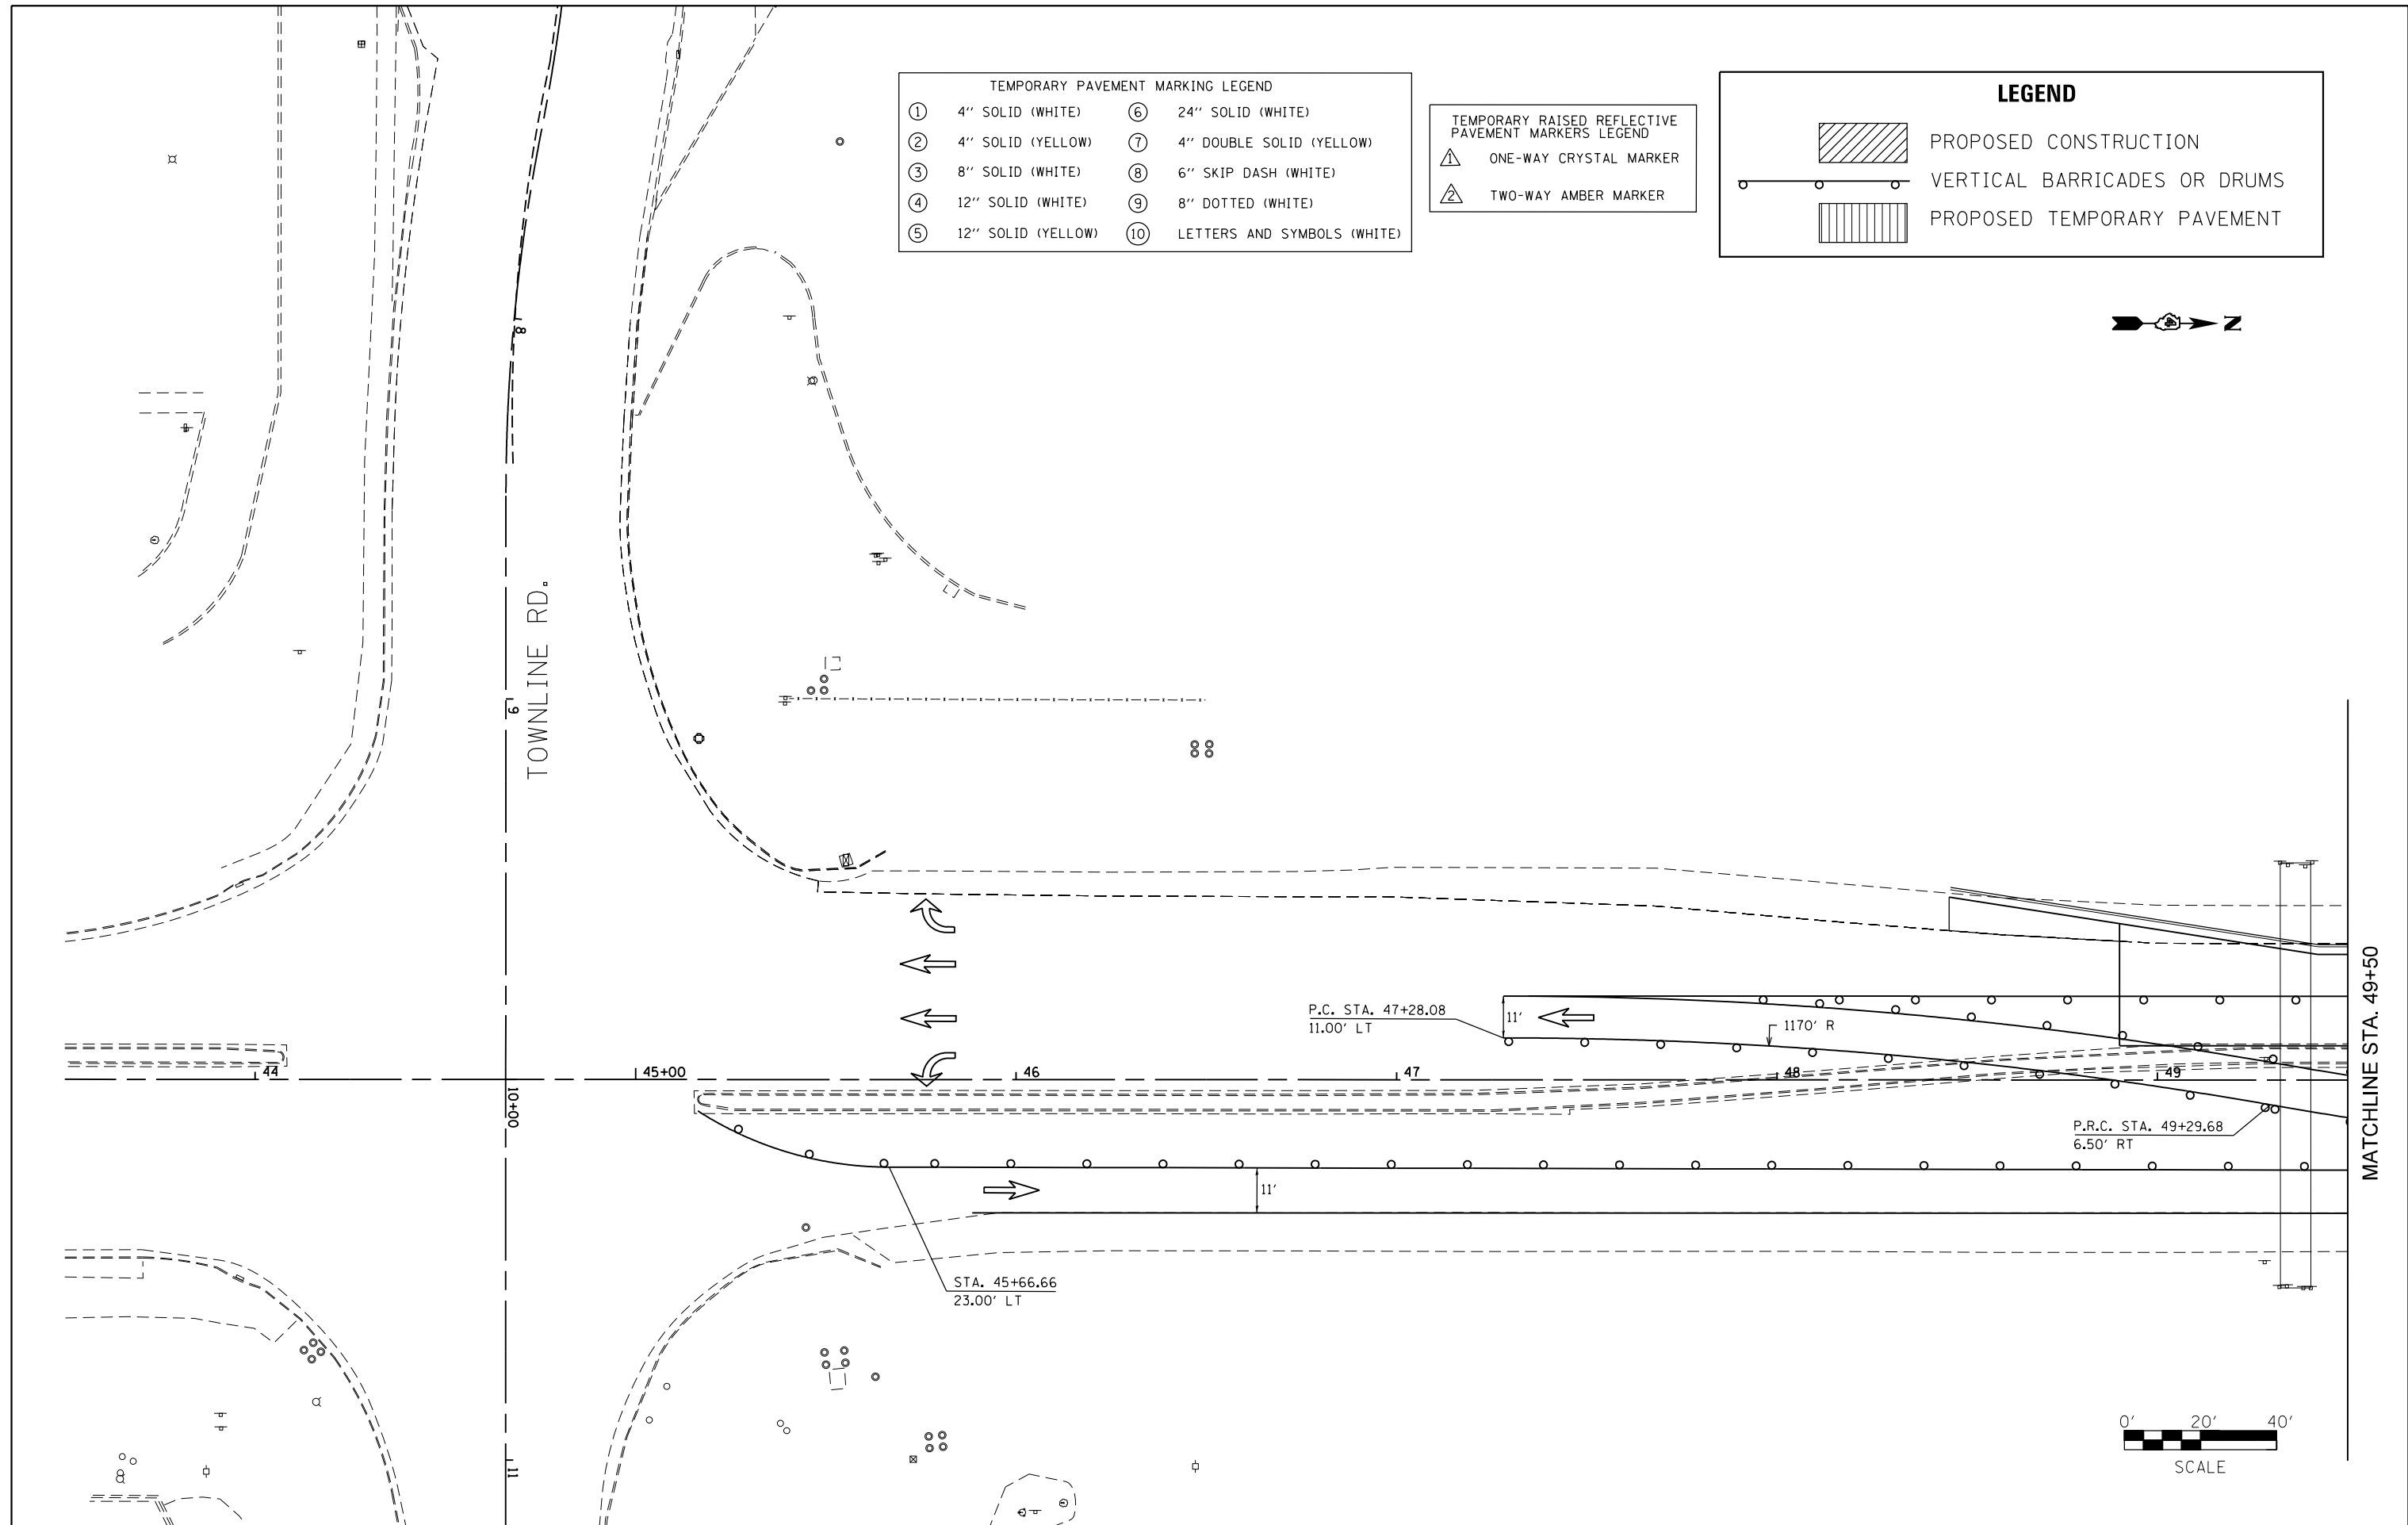 TEMPORARY PAVEMENT MARKING LEGEND
1 4'' SOLID (WHITE)
2 4'' SOLID (YELLOW)
3 8'' SOLID (WHITE)
4 12'' SOLID (WHITE)
5 12'' SOLID (YELLOW)
6 24'' SOLID (WHITE)
7 4'' DOUBLE SOLID (YELLOW)
8 6'' SKIP DASH (WHITE)
9 8'' DOTTED (WHITE)
10 LETTERS AND SYMBOLS (WHITE)
TEMPORARY RAISED REFLECTIVE
PAVEMENT MARKERS LEGEND
1 ONE-WAY CRYSTAL MARKER
2 TWO-WAY AMBER MARKER
LEGEND
PROPOSED CONSTRUCTION
VERTICAL BARRICADES OR DRUMS
PROPOSED TEMPORARY PAVEMENT
N
8
TOWNLINE RD.
9
P.C. STA. 47+28.08
11.00' LT
11'
1170' R
44
45+00
46
47
48
49
10+00
P.R.C. STA. 49+29.68
6.50' RT
MATCHLINE STA. 49+50
11'
STA. 45+66.66
23.00' LT
11
0' 20' 40'
SCALE